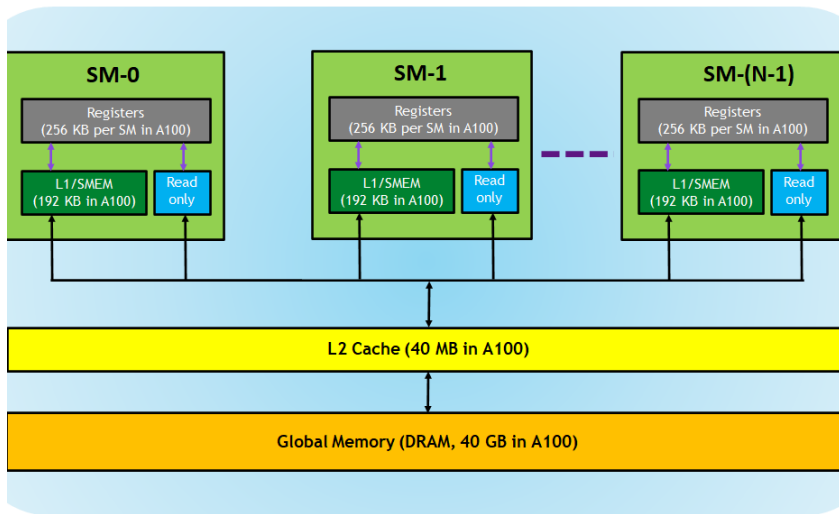 SM-0
Registers
(256 KB per SM in A100)
L1/SMEM
(192 KB in A100)
Read
only
SM-1
Registers
(256 KB per SM in A100)
L1/SMEM
(192 KB in A100)
Read
only
SM-(N-1)
Registers
(256 KB per SM in A100)
L1/SMEM
(192 KB in A100)
Read
only
L2 Cache (40 MB in A100)
Global Memory (DRAM, 40 GB in A100)